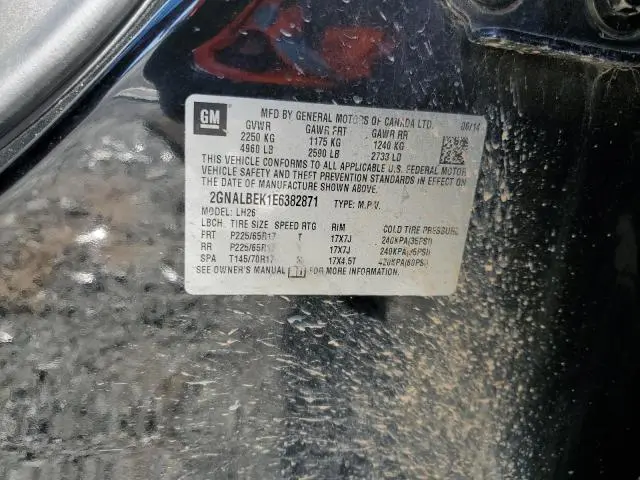 GM
MFD BY GENERAL MOTORS OF CANADA LTD. 06/14
GVWR GAWR FRT GAWR RR
2250 KG 1175 KG 1240 KG
4960 LB 2590 LB 2733 LB
THIS VEHICLE CONFORMS TO ALL APPLICABLE U.S. FEDERAL MOTOR
VEHICLE SAFETY AND THEFT PREVENTION STANDARDS IN EFFECT ON
THE DATE OF MANUFACTURE SHOWN ABOVE.
2GNALBEK1E6382871 TYPE: M.P.V.
MODEL: LH26
LBCH. TIRE SIZE SPEED RTG RIM COLD TIRE PRESSURE
FRT P225/65R17 T 17X7J 240KPA(35PSI)
RR P225/65R17 17X7J 240KPA(35PSI)
SPA T145/70R17 17X4.5T 420KPA(60PSI)
SEE OWNER'S MANUAL FOR MORE INFORMATION.